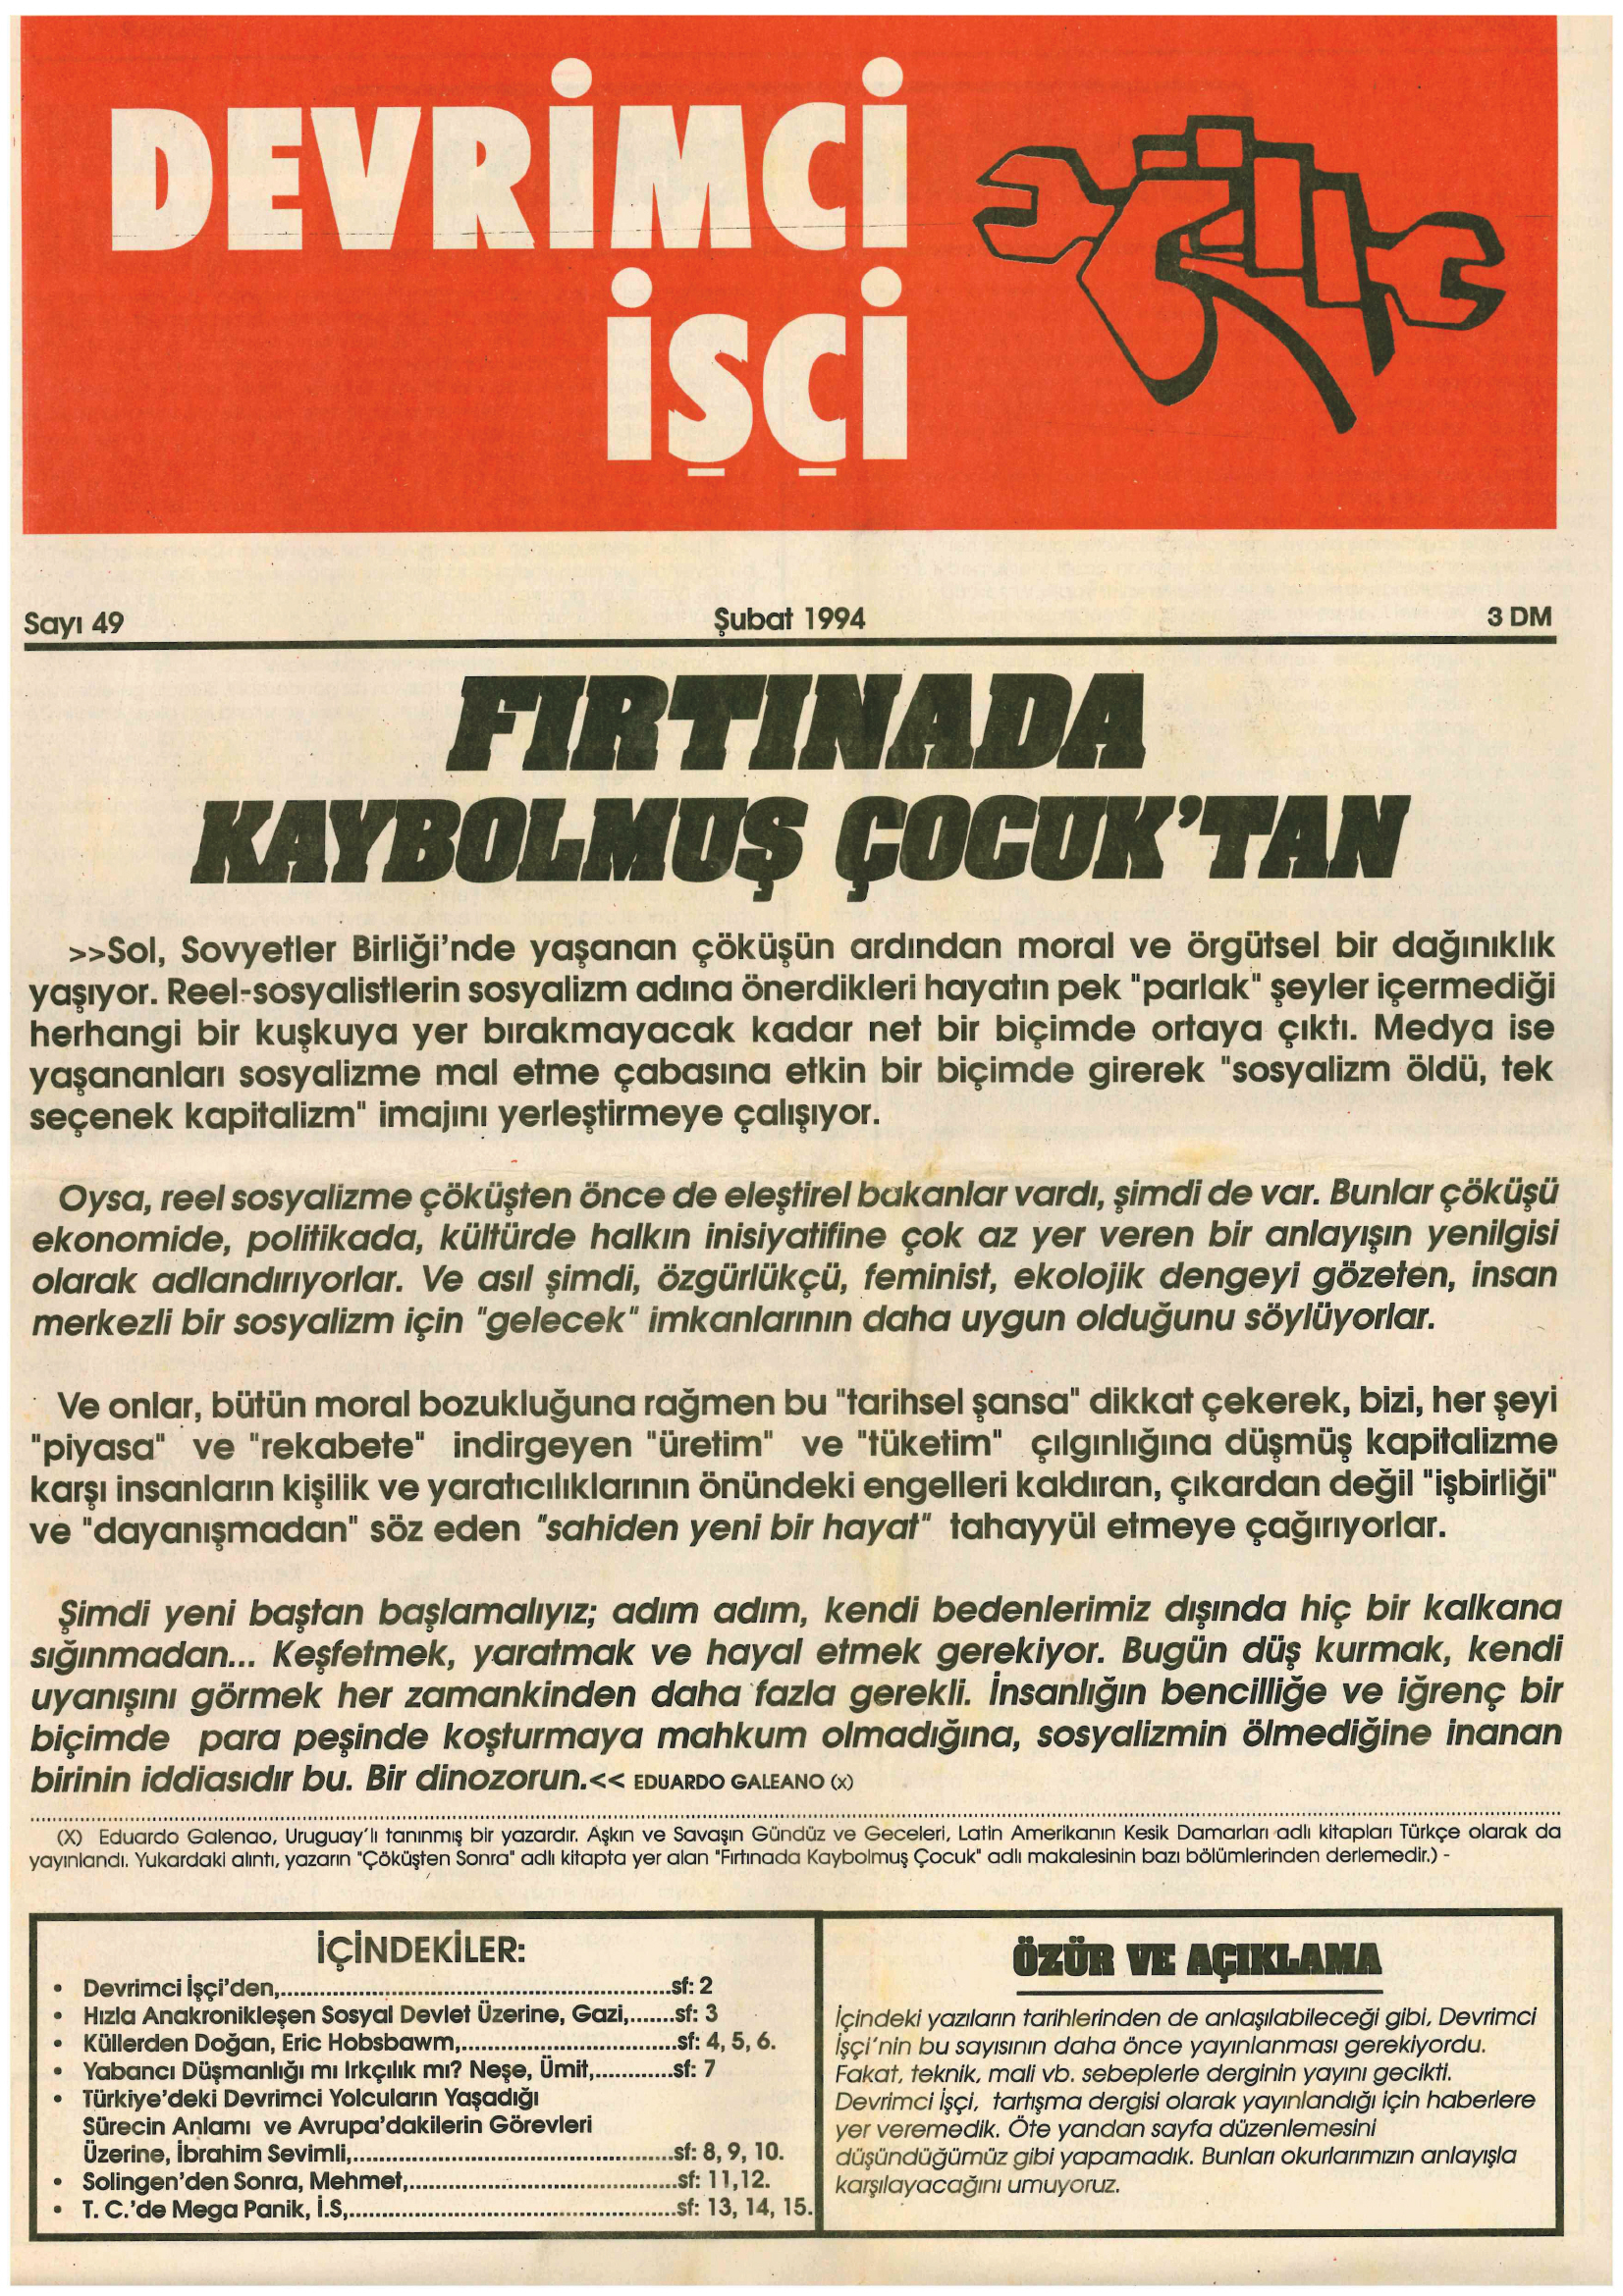 DEVRİMCİ
İŞÇİ
Sayı 49 Şubat 1994 3 DM
FIRTINADA
KAYBOLMUŞ ÇOCUK'TAN
>>Sol, Sovyetler Birliği'nde yaşanan çöküşün ardından moral ve örgütsel bir dağınıklık
yaşıyor. Reel-sosyalistlerin sosyalizm adına önerdikleri hayatın pek "parlak" şeyler içermediği
herhangi bir kuşkuya yer bırakmayacak kadar net bir biçimde ortaya çıktı. Medya ise
yaşananları sosyalizme mal etme çabasına etkin bir biçimde girerek "sosyalizm öldü, tek
seçenek kapitalizm" imajını yerleştirmeye çalışıyor.
Oysa, reel sosyalizme çöküşten önce de eleştirel bakanlar vardı, şimdi de var. Bunlar çöküşü
ekonomide, politikada, kültürde halkın inisiyatifine çok az yer veren bir anlayışın yenilgisi
olarak adlandırıyorlar. Ve asıl şimdi, özgürlükçü, feminist, ekolojik dengeyi gözeten, insan
merkezli bir sosyalizm için "gelecek" imkanlarının daha uygun olduğunu söylüyorlar.
Ve onlar, bütün moral bozukluğuna rağmen bu "tarihsel şansa" dikkat çekerek, bizi, her şeyi
"piyasa" ve "rekabete" indirgeyen "üretim" ve "tüketim" çılgınlığına düşmüş kapitalizme
karşı insanların kişilik ve yaratıcılıklarının önündeki engelleri kaldıran, çıkardan değil "işbirliği"
ve "dayanışmadan" söz eden "sahiden yeni bir hayat" tahayyül etmeye çağırıyorlar.
Şimdi yeni baştan başlamalıyız; adım adım, kendi bedenlerimiz dışında hiç bir kalkana
sığınmadan... Keşfetmek, yaratmak ve hayal etmek gerekiyor. Bugün düş kurmak, kendi
uyanışını görmek her zamankinden daha fazla gerekli. İnsanlığın bencilliğe ve iğrenç bir
biçimde para peşinde koşturmaya mahkum olmadığına, sosyalizmin ölmediğine inanan
birinin iddiasıdır bu. Bir dinozorun.<< EDUARDO GALEANO (x)
(X) Eduardo Galenao, Uruguay'lı tanınmış bir yazardır. Aşkın ve Savaşın Gündüz ve Geceleri, Latin Amerikanın Kesik Damarları adlı kitapları Türkçe olarak da
yayınlandı. Yukardaki alıntı, yazarın "Çöküşten Sonra" adlı kitapta yer alan "Fırtınada Kaybolmuş Çocuk" adlı makalesinin bazı bölümlerinden derlemedir.) -
İÇİNDEKİLER:
• Devrimci İşçi'den,..........sf: 2
• Hızla Anakronikleşen Sosyal Devlet Üzerine, Gazi,........sf: 3
• Küllerden Doğan, Eric Hobsbawm,..........sf: 4, 5, 6.
• Yabancı Düşmanlığı mı Irkçılık mı? Neşe, Ümit,.............sf: 7
• Türkiye'deki Devrimci Yolcuların Yaşadığı
Sürecin Anlamı ve Avrupa'dakilerin Görevleri
Üzerine, İbrahim Sevimli,..........sf: 8, 9, 10.
• Solingen'den Sonra, Mehmet,..........sf: 11,12.
• T. C.'de Mega Panik, İ.S,..........sf: 13, 14, 15.
ÖZÜR VE AÇIKLAMA
İçindeki yazıların tarihlerinden de anlaşılabileceği gibi, Devrimci
İşçi'nin bu sayısının daha önce yayınlanması gerekiyordu.
Fakat, teknik, mali vb. sebeplerle derginin yayını gecikti.
Devrimci İşçi, tartışma dergisi olarak yayınlandığı için haberlere
yer veremedik. Öte yandan sayfa düzenlemesini
düşündüğümüz gibi yapamadık. Bunları okurlarımızın anlayışla
karşılayacağını umuyoruz.